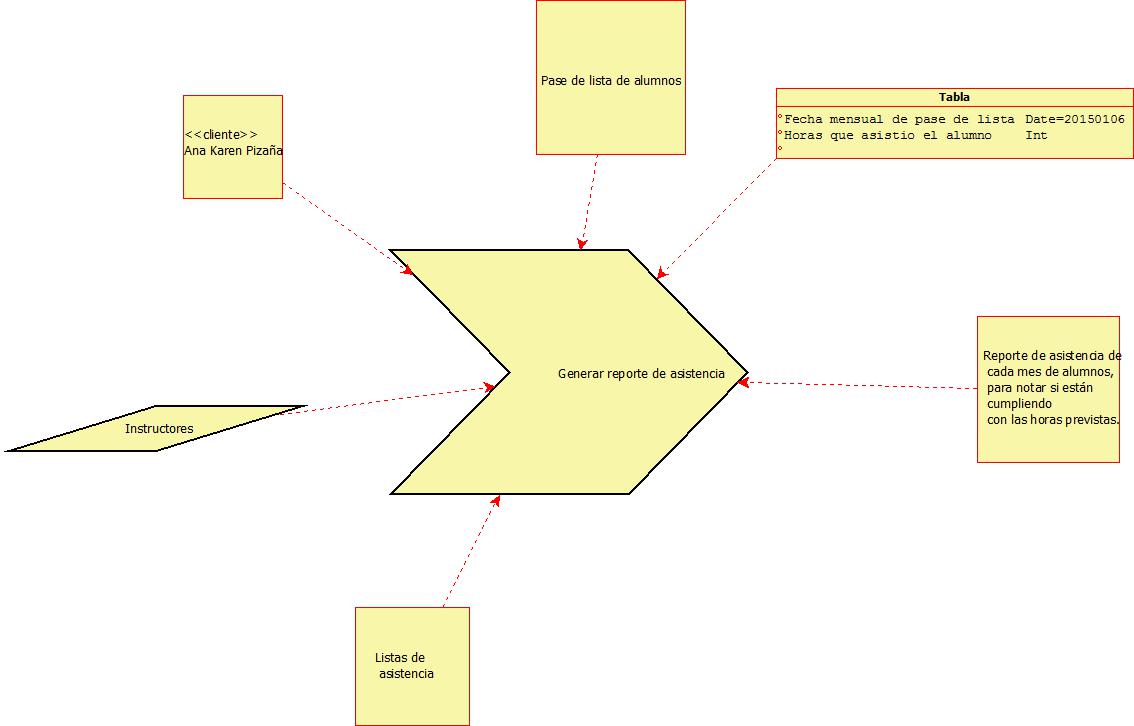 Pase de lista de alumnos
Tabla
Fecha mensual de pase de lista Date=20150106
Horas que asistio el alumno Int
<<cliente>>
Ana Karen Pizaña
Generar reporte de asistencia
Reporte de asistencia de
cada mes de alumnos,
para notar si están
cumpliendo
con las horas previstas.
Instructores
Listas de
asistencia